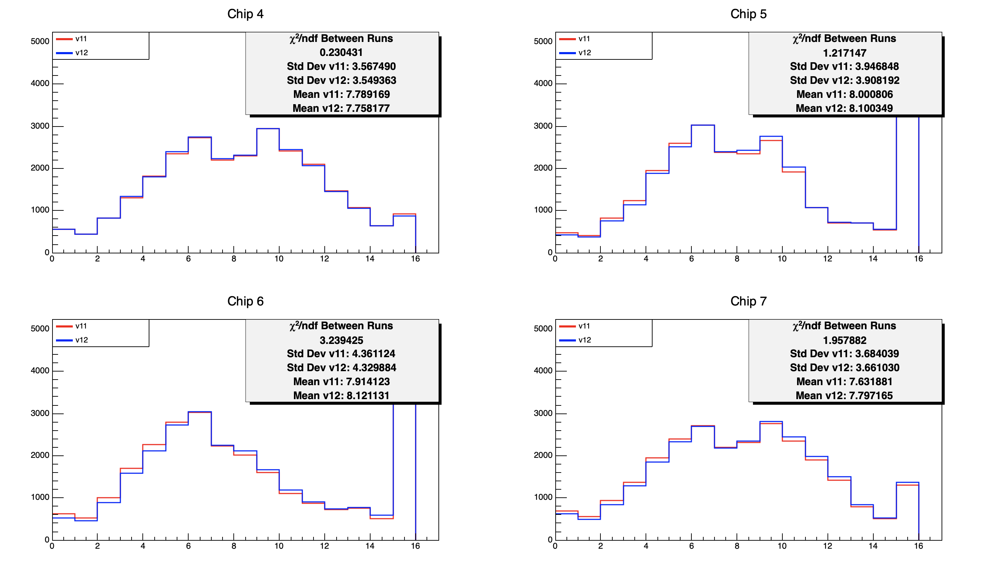 Chip 4
v11
v12
χ²/ndf Between Runs
0.230431
Std Dev v11: 3.567490
Std Dev v12: 3.549363
Mean v11: 7.789169
Mean v12: 7.758177
5000
4000
3000
2000
1000
0
0 2 4 6 8 10 12 14 16
Chip 5
v11
v12
χ²/ndf Between Runs
1.217147
Std Dev v11: 3.946848
Std Dev v12: 3.908192
Mean v11: 8.000806
Mean v12: 8.100349
5000
4000
3000
2000
1000
0
0 2 4 6 8 10 12 14 16
Chip 6
v11
v12
χ²/ndf Between Runs
3.239425
Std Dev v11: 4.361124
Std Dev v12: 4.329884
Mean v11: 7.914123
Mean v12: 8.121131
5000
4000
3000
2000
1000
0
0 2 4 6 8 10 12 14 16
Chip 7
v11
v12
χ²/ndf Between Runs
1.957882
Std Dev v11: 3.684039
Std Dev v12: 3.661030
Mean v11: 7.631881
Mean v12: 7.797165
5000
4000
3000
2000
1000
0
0 2 4 6 8 10 12 14 16